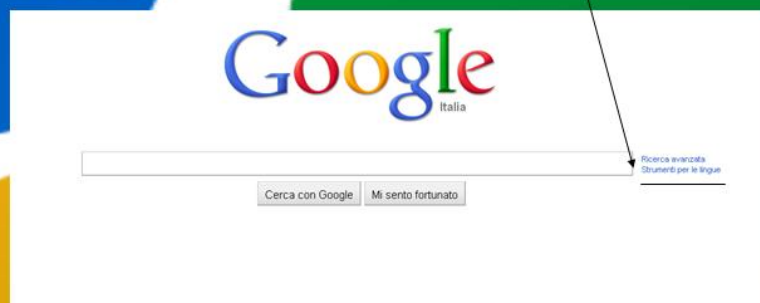 Google
Italia
Ricerca avanzata
Strumenti per le lingue
Cerca con Google Mi sento fortunato